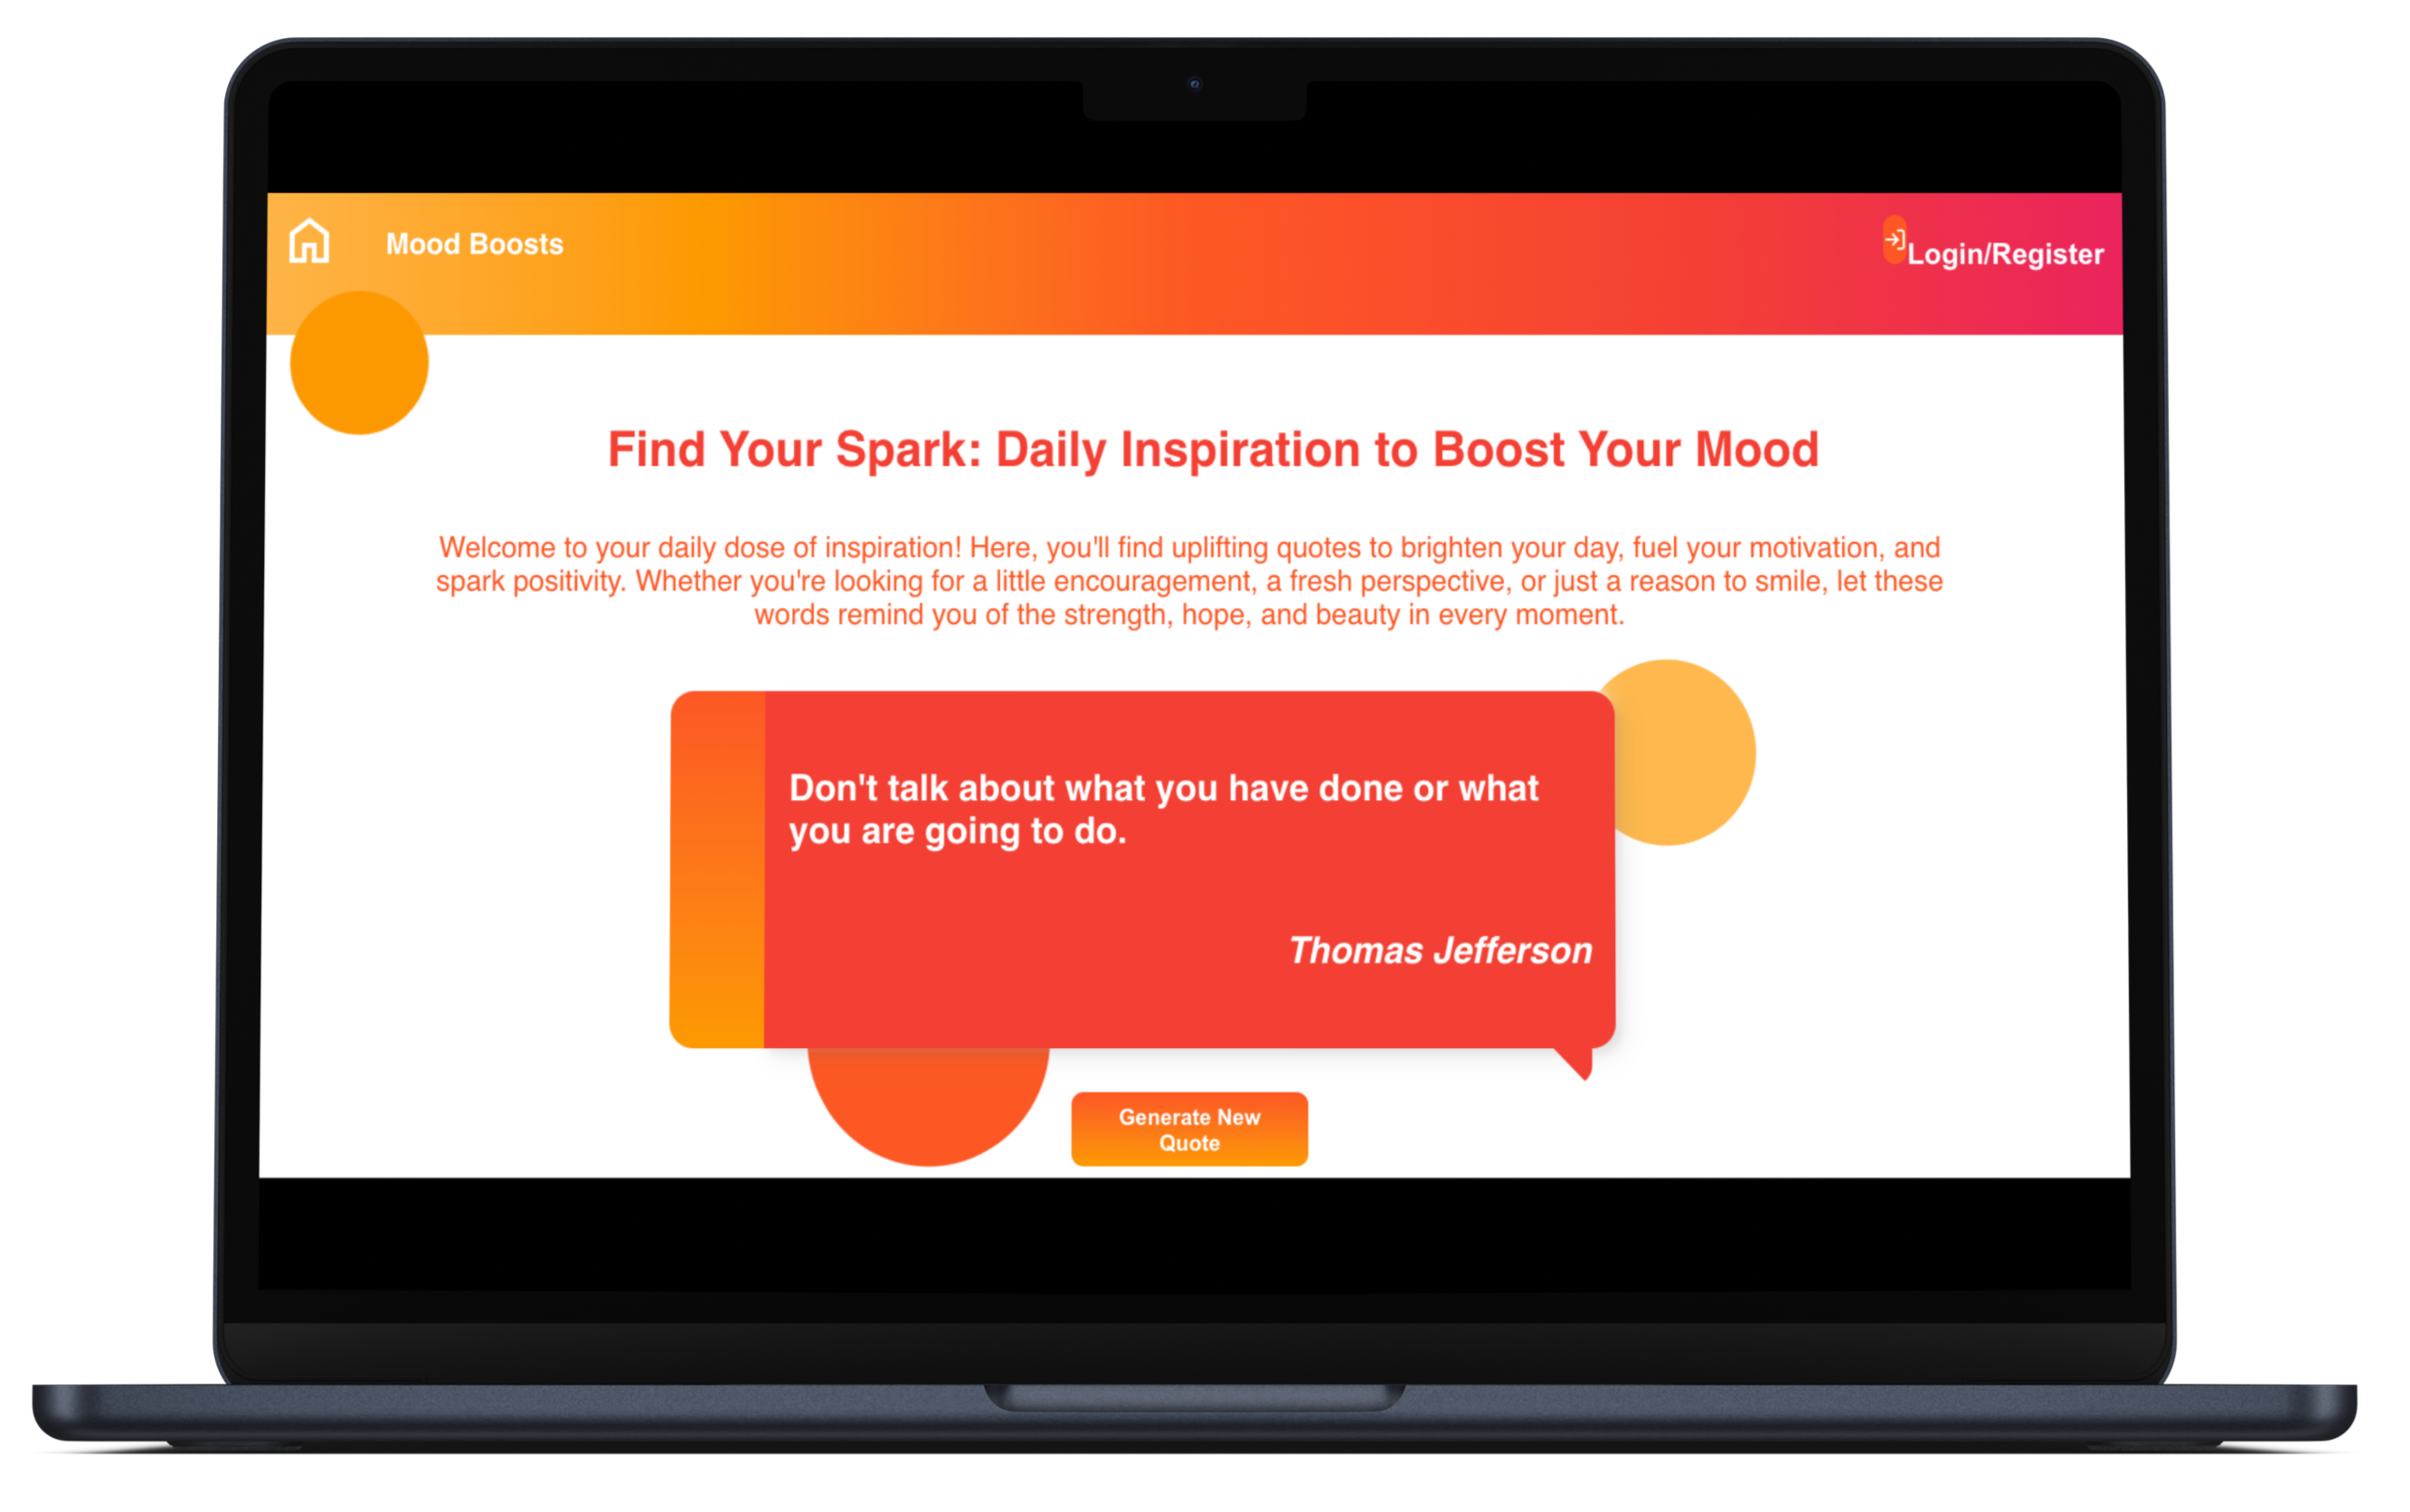 Mood Boosts
Login/Register
Find Your Spark: Daily Inspiration to Boost Your Mood
Welcome to your daily dose of inspiration! Here, you'll find uplifting quotes to brighten your day, fuel your motivation, and
spark positivity. Whether you're looking for a little encouragement, a fresh perspective, or just a reason to smile, let these
words remind you of the strength, hope, and beauty in every moment.
Don't talk about what you have done or what
you are going to do.
Thomas Jefferson
Generate New
Quote